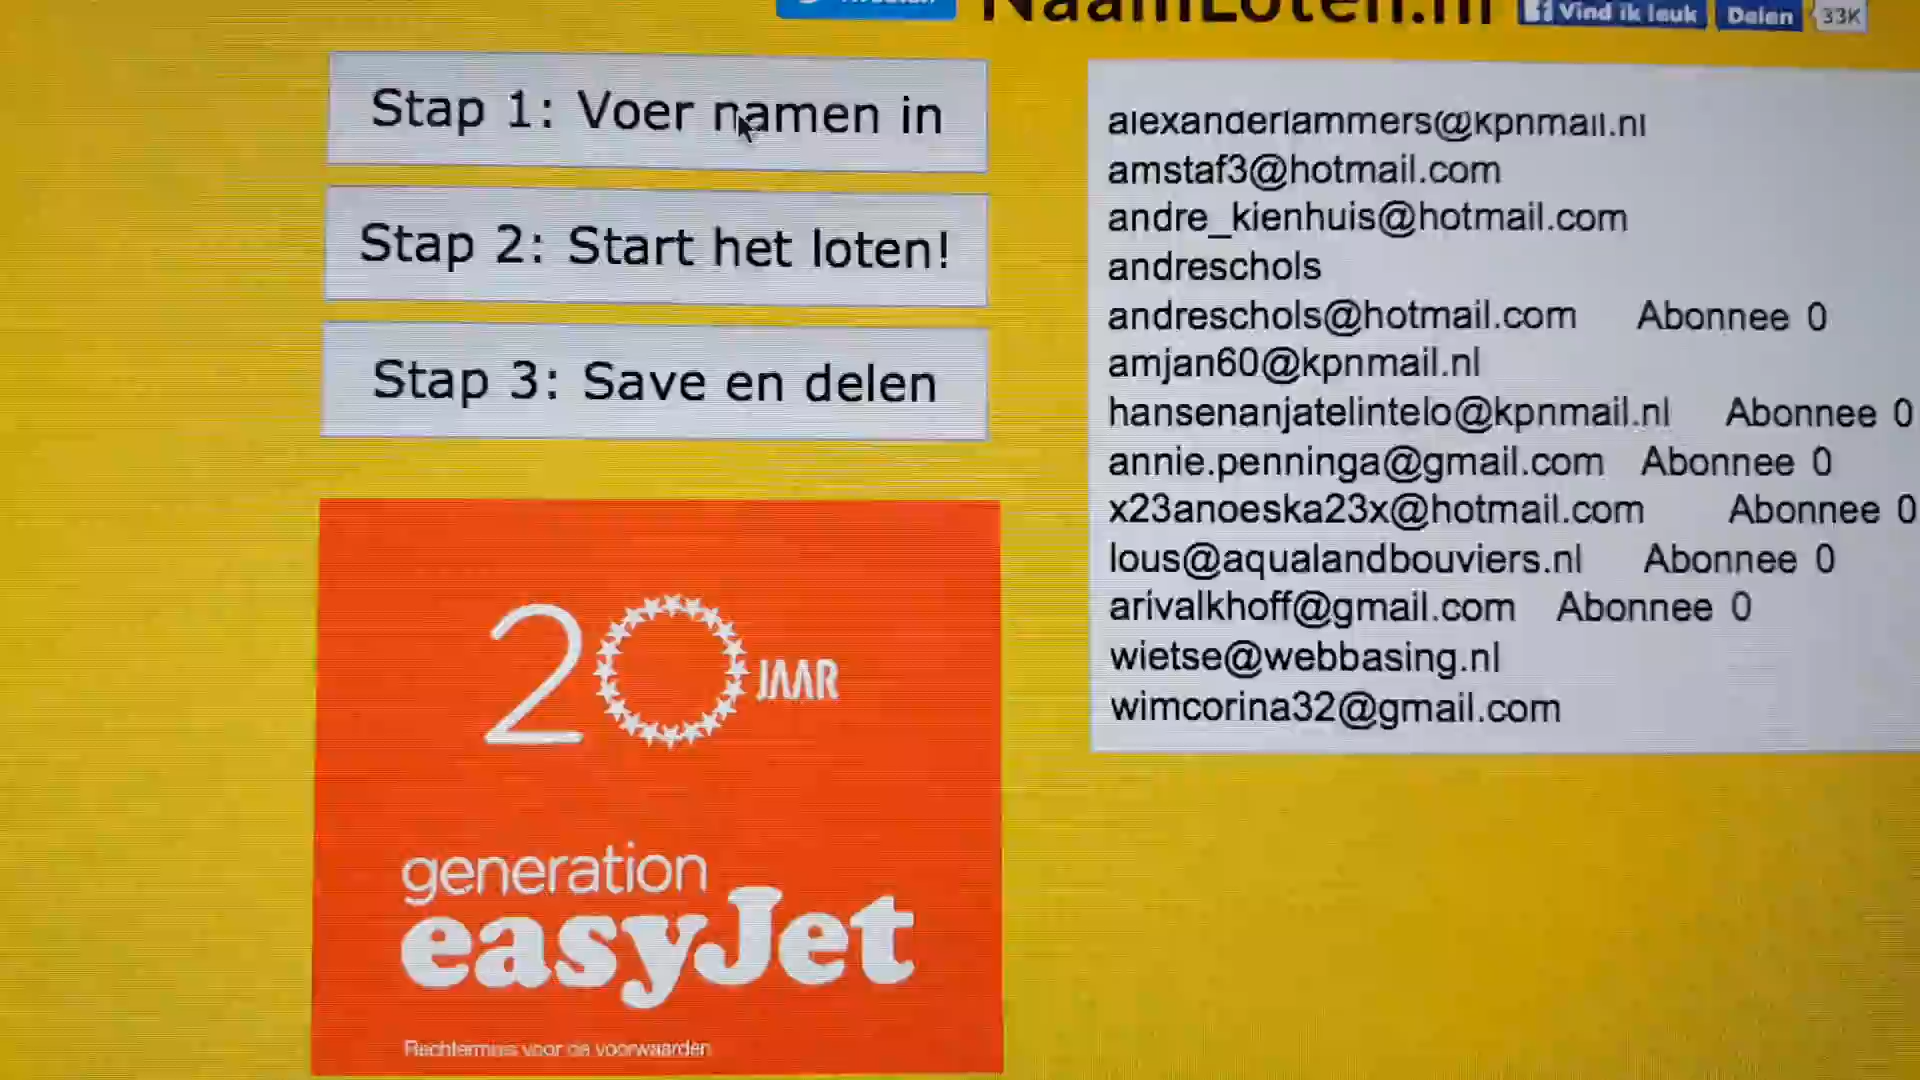 NaamLoten.nl
Vind ik leuk
Delen
33K
Stap 1: Voer namen in
Stap 2: Start het loten!
Stap 3: Save en delen
alexanderlammers@kpnmail.nl
amstaf3@hotmail.com
andre_kienhuis@hotmail.com
andreschols
andreschols@hotmail.com Abonnee 0
amjan60@kpnmail.nl
hansenanjatelintelo@kpnmail.nl Abonnee 0
annie.penninga@gmail.com Abonnee 0
x23anoeska23x@hotmail.com Abonnee 0
lous@aqualandbouviers.nl Abonnee 0
arivalkhoff@gmail.com Abonnee 0
wietse@webbasing.nl
wimcorina32@gmail.com
20 JAAR
generation
easyJet
Rechtermuis voor de voorwaarden